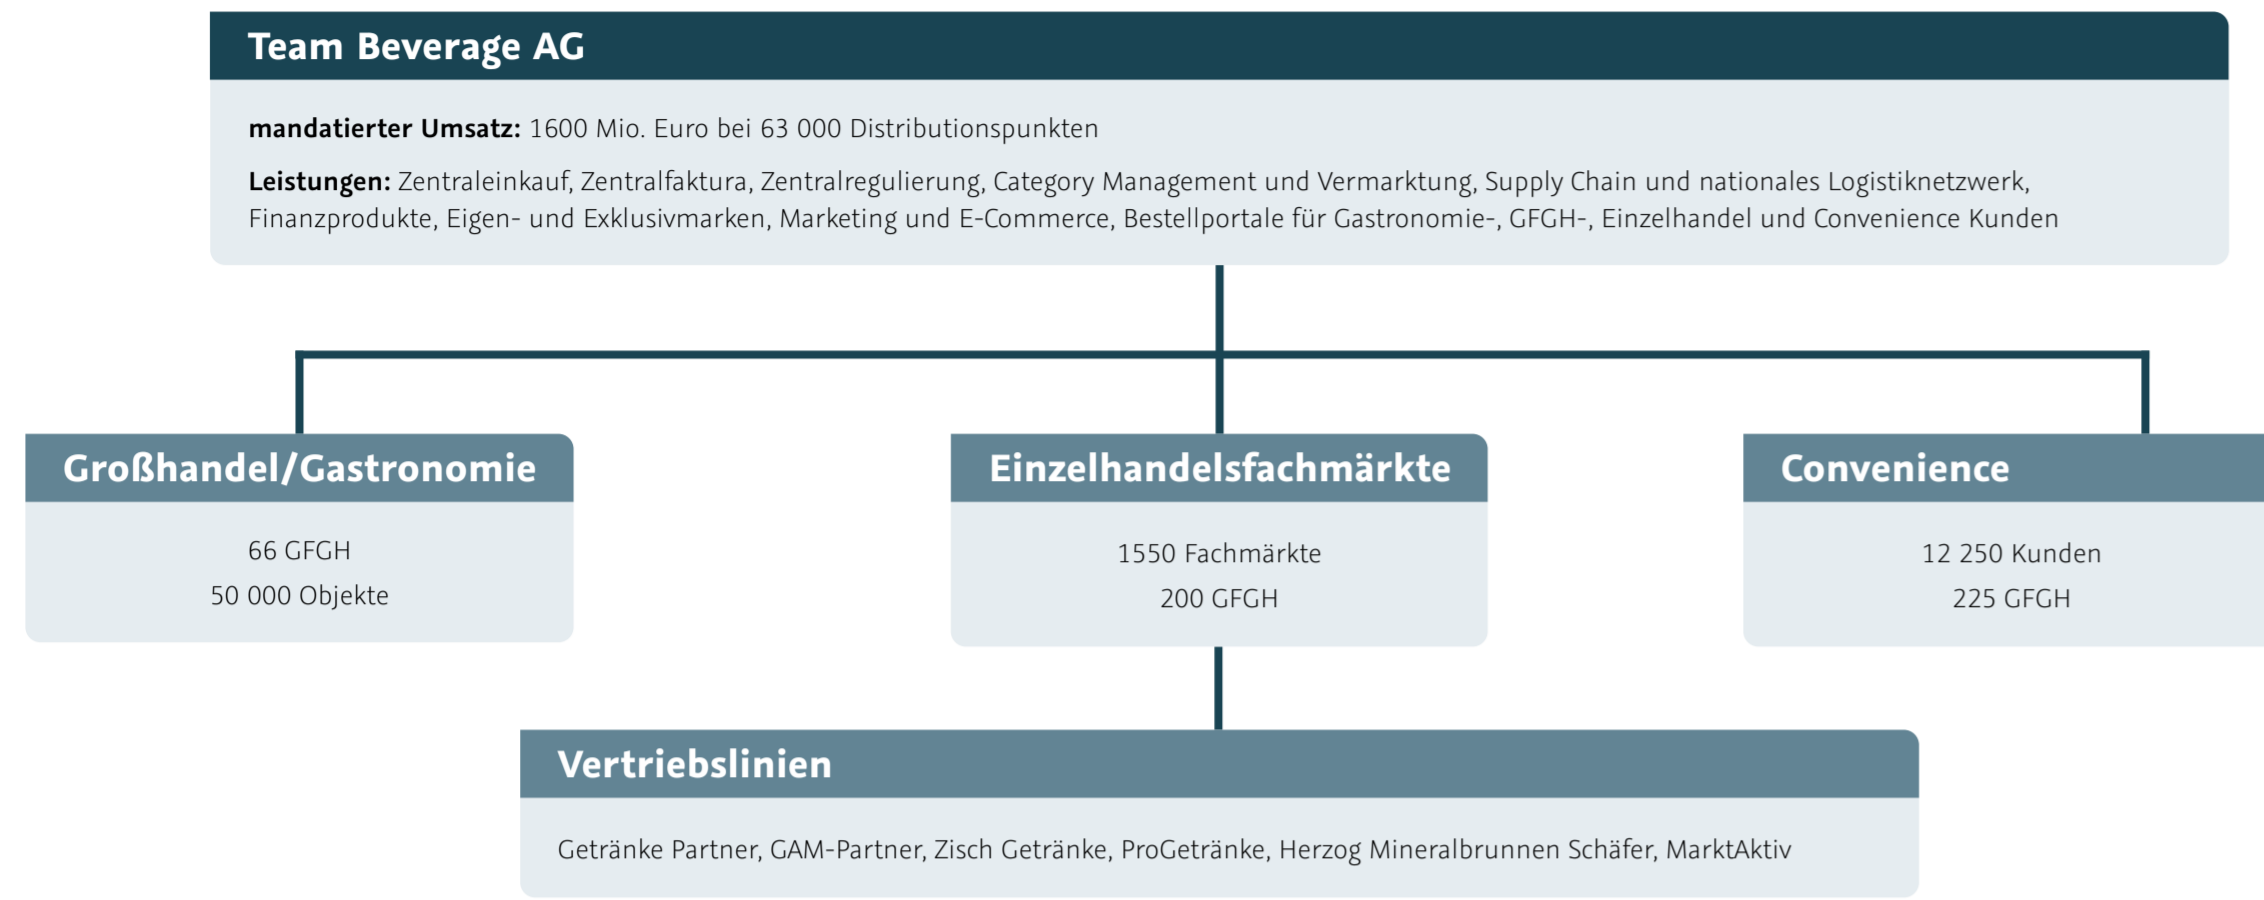 Team Beverage AG
mandatierter Umsatz: 1600 Mio. Euro bei 63 000 Distributionspunkten
Leistungen: Zentraleinkauf, Zentralfaktura, Zentralregulierung, Category Management und Vermarktung, Supply Chain und nationales Logistiknetzwerk,
Finanzprodukte, Eigen- und Exklusivmarken, Marketing und E-Commerce, Bestellportale für Gastronomie-, GFGH-, Einzelhandel und Convenience Kunden
Großhandel/Gastronomie
66 GFGH
50 000 Objekte
Einzelhandelsfachmärkte
1550 Fachmärkte
200 GFGH
Convenience
12 250 Kunden
225 GFGH
Vertriebslinien
Getränke Partner, GAM-Partner, Zisch Getränke, ProGetränke, Herzog Mineralbrunnen Schäfer, MarktAktiv